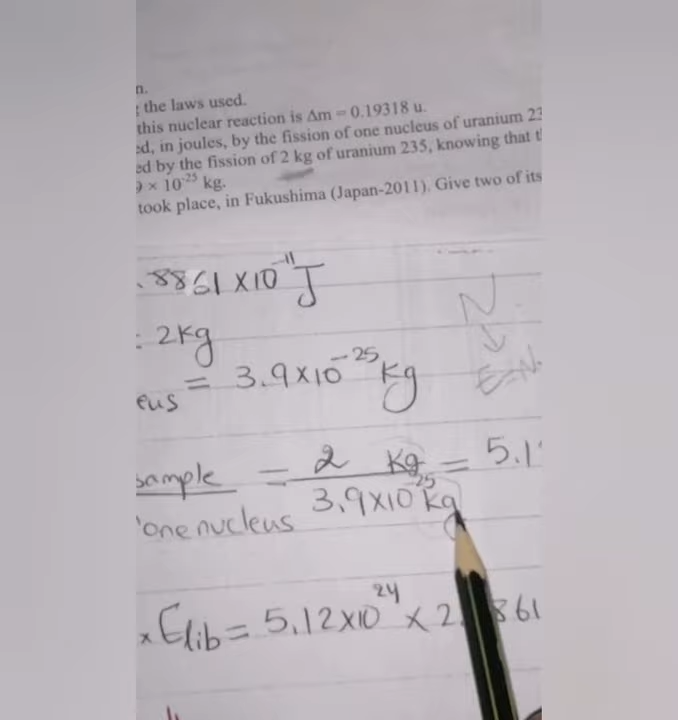 n.
the laws used.
this nuclear reaction is Δm = 0.19318 u.
ed, in joules, by the fission of one nucleus of uranium 23
ed by the fission of 2 kg of uranium 235, knowing that t
9 × 10⁻²⁵ kg.
took place, in Fukushima (Japan-2011). Give two of its
.8861 × 10⁻¹¹ J
N
= 2kg
↓
eus = 3.9 × 10⁻²⁵ kg
sample = 2 kg = 5.1
one nucleus 3.9 × 10⁻²⁵ kg
× Elib = 5.12 × 10²⁴ × 2. 861